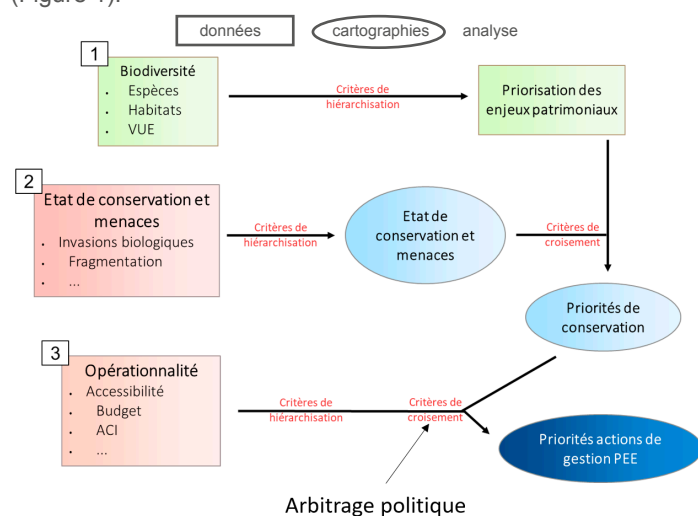 (Figure 1).
données
cartographies
analyse
1
Biodiversité
• Espèces
• Habitats
• VUE
Critères de
hiérarchisation
Priorisation des
enjeux patrimoniaux
2
Etat de conservation et
menaces
• Invasions biologiques
• Fragmentation
• ...
Critères de
hiérarchisation
Etat de
conservation et
menaces
Critères de
croisement
Priorités de
conservation
3
Opérationnalité
• Accessibilité
• Budget
• ACI
• ...
Critères de
hiérarchisation
Critères de
croisement
Priorités actions de
gestion PEE
Arbitrage politique